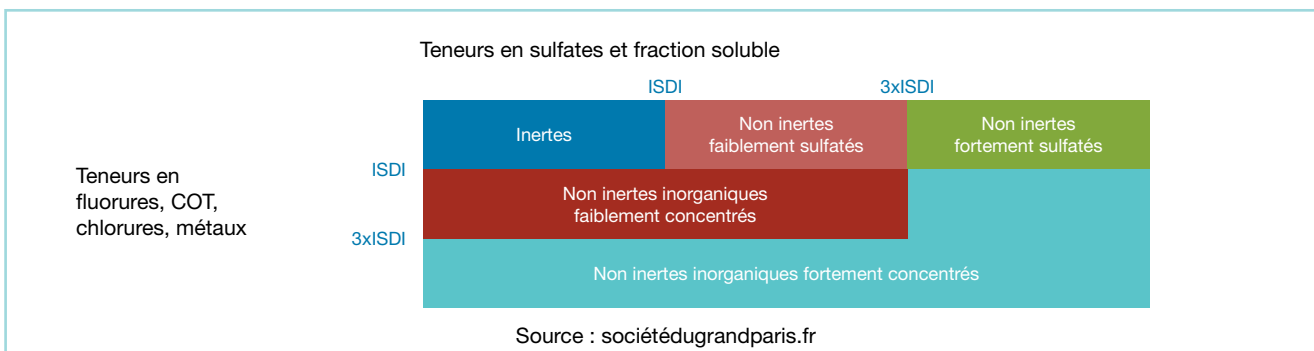 Teneurs en sulfates et fraction soluble
ISDI
3xISDI
Inertes
Non inertes
faiblement sulfatés
Non inertes
fortement sulfatés
Teneurs en
fluorures, COT,
chlorures, métaux
ISDI
3xISDI
Non inertes inorganiques
faiblement concentrés
Non inertes inorganiques fortement concentrés
Source : sociétédugrandparis.fr